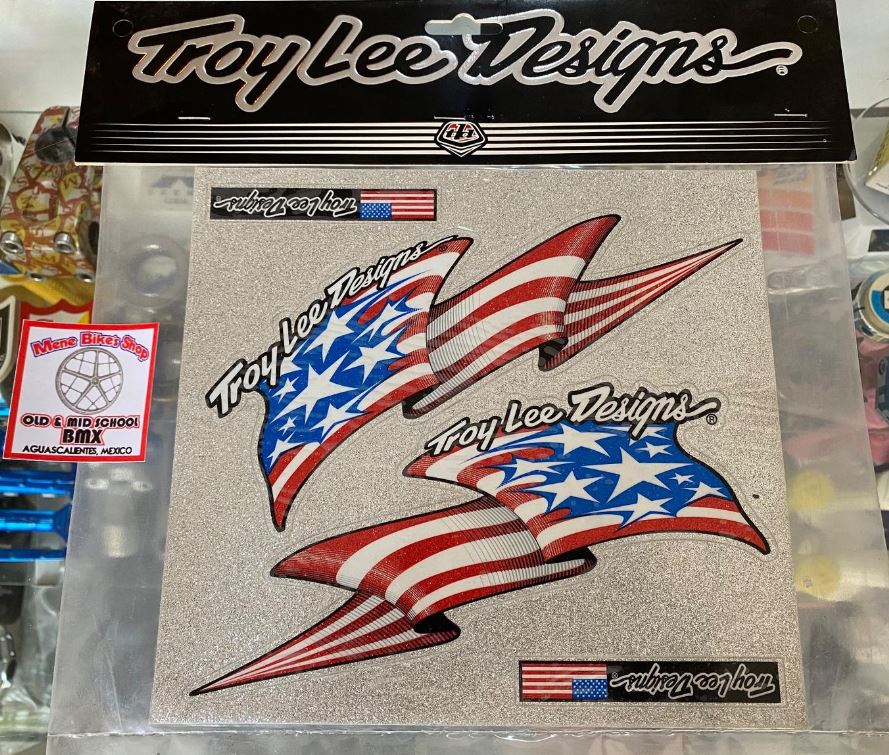 Troy Lee Designs®
Troy Lee Designs
Troy Lee Designs
Mene Bike's Shop
OLD & MID SCHOOL
BMX
AGUASCALIENTES, MEXICO
Troy Lee Designs®
Troy Lee Designs